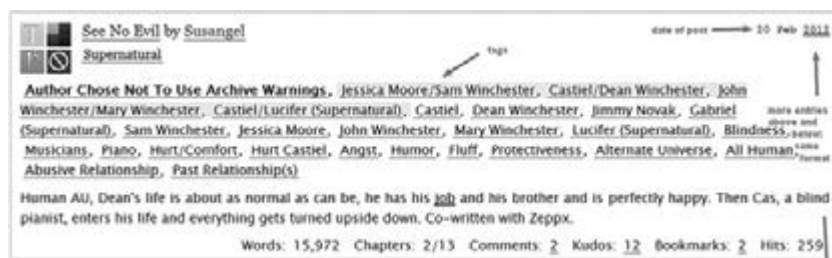 See No Evil by Susangel
date of post
20 Feb 2012
Supernatural
tags
Author Chose Not To Use Archive Warnings, Jessica Moore/Sam Winchester, Castiel/Dean Winchester, John
Winchester/Mary Winchester, Castiel/Lucifer (Supernatural), Castiel, Dean Winchester, Jimmy Novak, Gabriel
(Supernatural), Sam Winchester, Jessica Moore, John Winchester, Mary Winchester, Lucifer (Supernatural), Blindness,
Musicians, Piano, Hurt/Comfort, Hurt Castiel, Angst, Humor, Fluff, Protectiveness, Alternate Universe, All Human,
Abusive Relationship, Past Relationship(s)
more entries
above and
below
same
format
Human AU, Dean's life is about as normal as can be, he has his job and his brother and is perfectly happy. Then Cas, a blind
pianist, enters his life and everything gets turned upside down. Co-written with Zeppx.
Words: 15,972 Chapters: 2/13 Comments: 2 Kudos: 12 Bookmarks: 2 Hits: 259